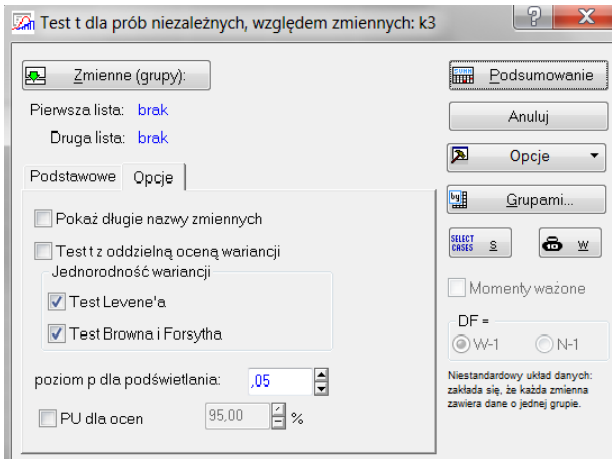 Test t dla prób niezależnych, względem zmiennych: k3
Zmienne (grupy):
Pierwsza lista: brak
Druga lista: brak
Podstawowe
Opcje
Pokaż długie nazwy zmiennych
Test t z oddzielną oceną wariancji
Jednorodność wariancji
Test Levene'a
Test Browna i Forsytha
poziom p dla podświetlania: ,05
PU dla ocen 95,00 %
Podsumowanie
Anuluj
Opcje
Grupami...
SELECT CASES S
W
Momenty ważone
DF =
W-1 N-1
Niestandardowy układ danych:
zakłada się, że każda zmienna
zawiera dane o jednej grupie.